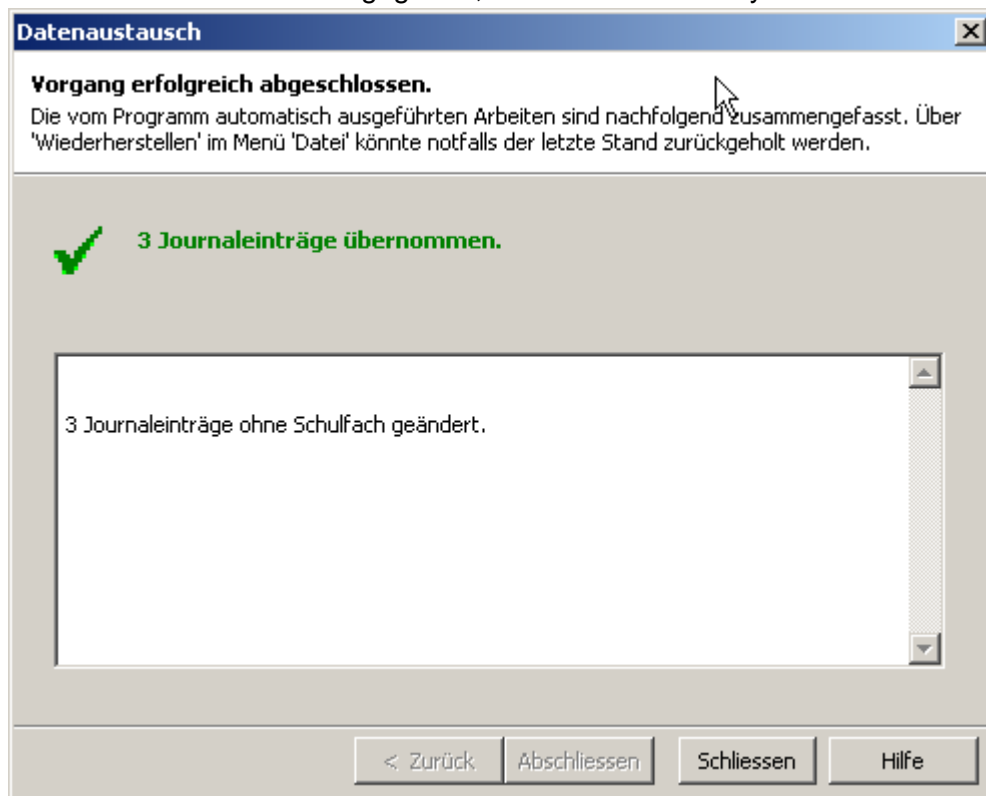 Datenaustausch
Vorgang erfolgreich abgeschlossen.
Die vom Programm automatisch ausgeführten Arbeiten sind nachfolgend zusammengefasst. Über
'Wiederherstellen' im Menü 'Datei' könnte notfalls der letzte Stand zurückgeholt werden.
3 Journaleinträge übernommen.
3 Journaleinträge ohne Schulfach geändert.
< Zurück Abschliessen Schliessen Hilfe